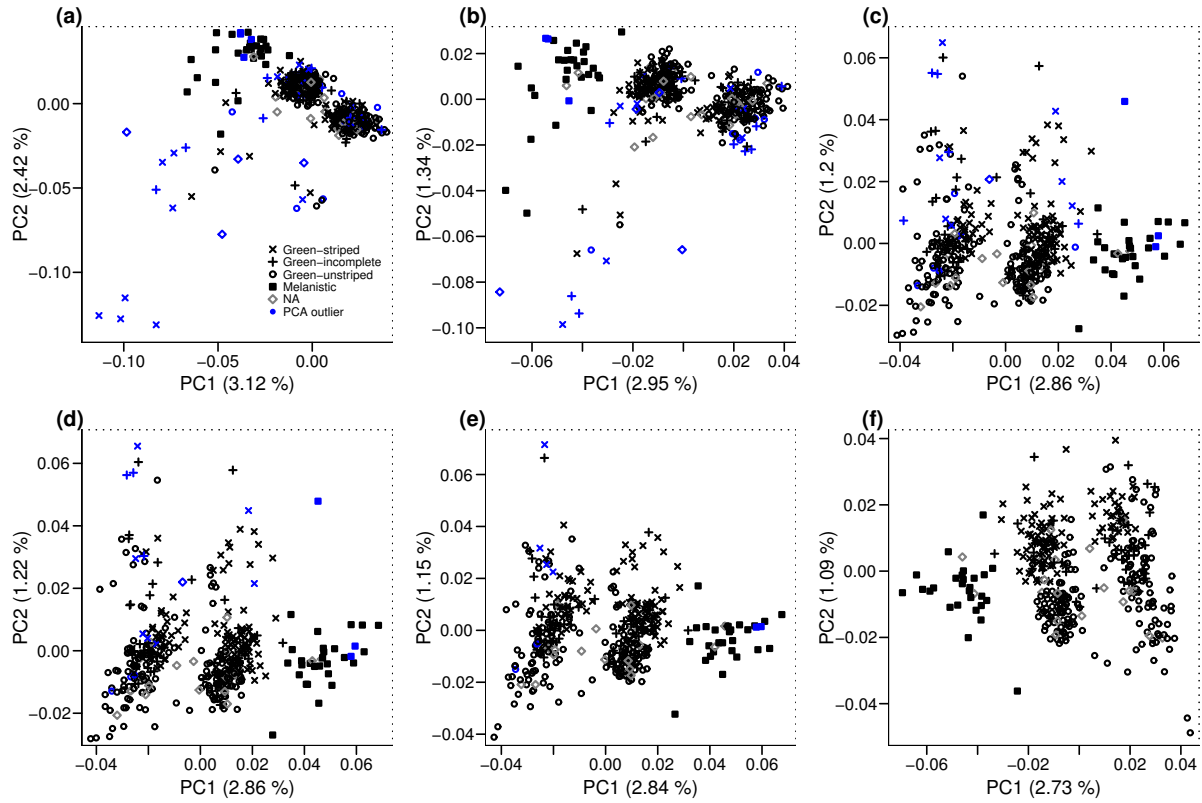 (a)
0.00
−0.05
−0.10
PC2 (2.42 %)
−0.10
−0.05
0.00
PC1 (3.12 %)
Green−striped
Green−incomplete
Green−unstriped
Melanistic
NA
PCA outlier
(b)
0.02
0.00
−0.02
−0.04
−0.06
−0.08
−0.10
PC2 (1.34 %)
−0.06
−0.02
0.02
0.04
PC1 (2.95 %)
(c)
0.06
0.04
0.02
0.00
−0.02
PC2 (1.2 %)
−0.04
0.00
0.02
0.04
0.06
PC1 (2.86 %)
(d)
0.06
0.04
0.02
0.00
−0.02
PC2 (1.22 %)
−0.04
0.00
0.02
0.04
0.06
PC1 (2.86 %)
(e)
0.06
0.04
0.02
0.00
−0.02
−0.04
PC2 (1.15 %)
−0.04
0.00
0.02
0.04
0.06
PC1 (2.84 %)
(f)
0.04
0.02
0.00
−0.02
−0.04
PC2 (1.09 %)
−0.06
−0.02
0.02
0.04
PC1 (2.73 %)